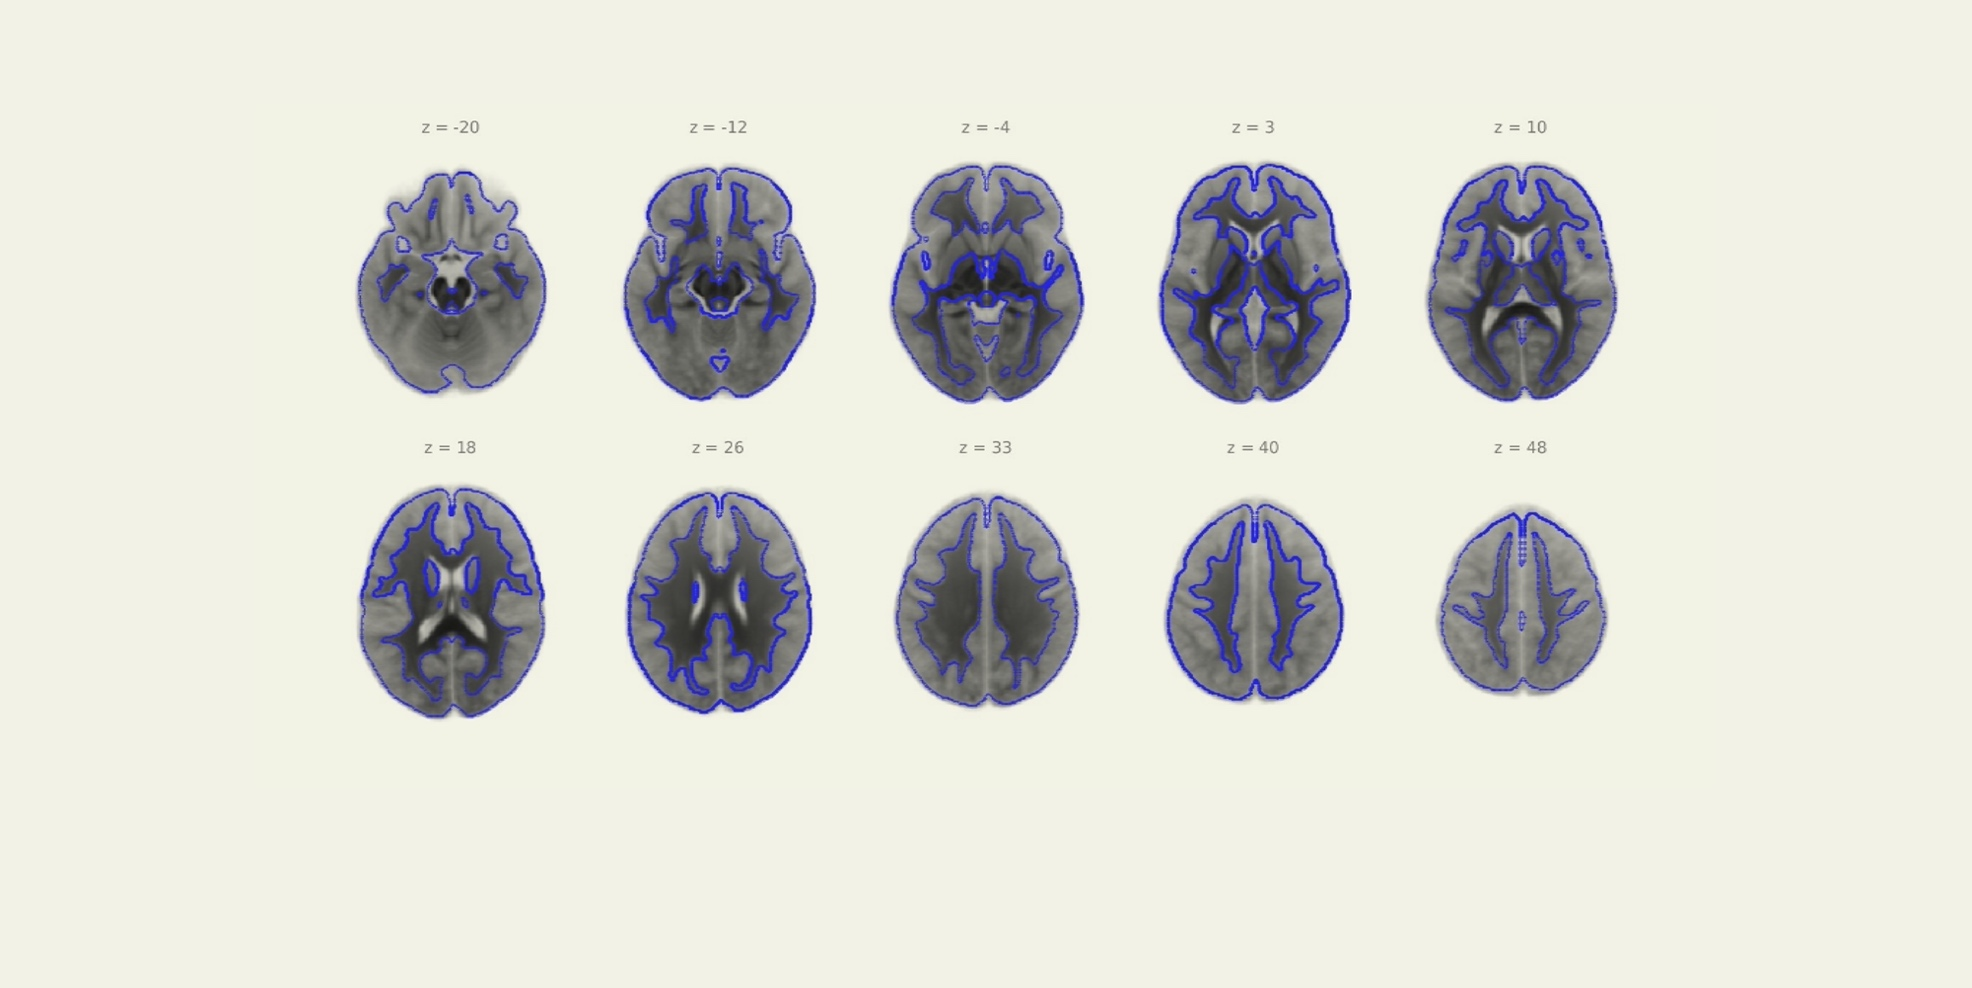 z = -20
z = -12
z = -4
z = 3
z = 10
z = 18
z = 26
z = 33
z = 40
z = 48